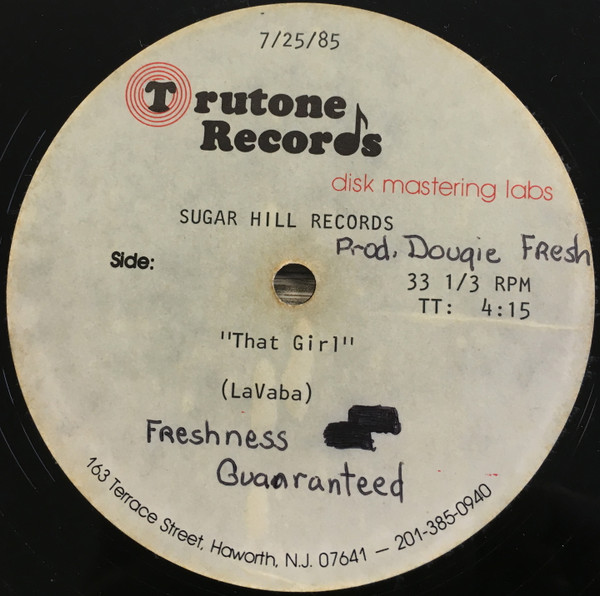 7/25/85
Trutone
Records
disk mastering labs
SUGAR HILL RECORDS
Prod. Dougie Fresh
Side:
33 1/3 RPM
TT: 4:15
"That Girl"
(LaVaba)
Freshness
Guaranteed
163 Terrace Street, Haworth, N.J. 07641 — 201-385-0940